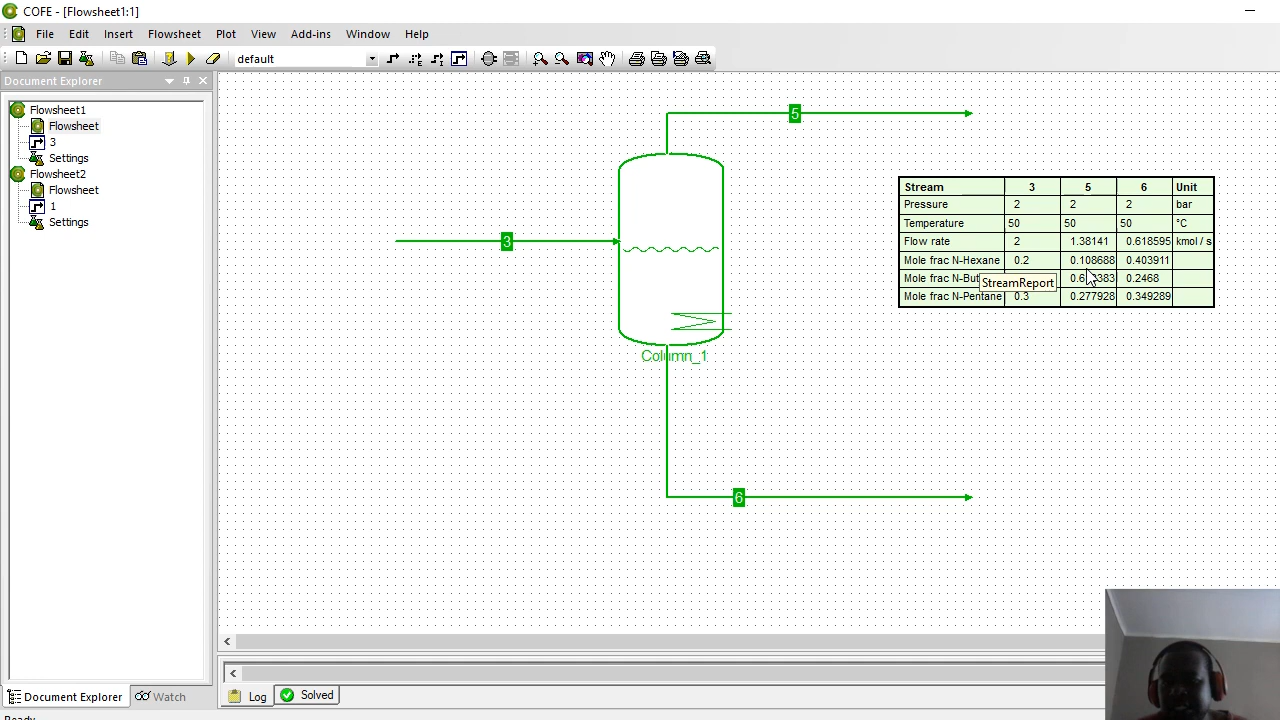 COFE - [Flowsheet1:1]
File Edit Insert Flowsheet Plot View Add-ins Window Help
default
Document Explorer
Flowsheet1
Flowsheet
3
Settings
Flowsheet2
Flowsheet
1
Settings
5
3
Column_1
6
Stream 3 5 6 Unit
Pressure 2 2 2 bar
Temperature 50 50 50 °C
Flow rate 2 1.38141 0.618595 kmol / s
Mole frac N-Hexane 0.2 0.108688 0.403911
Mole frac 0.2468
StreamReport
Mole frac N-Pentane 0.3 0.277928 0.349289
Document Explorer Watch
Log Solved
Ready